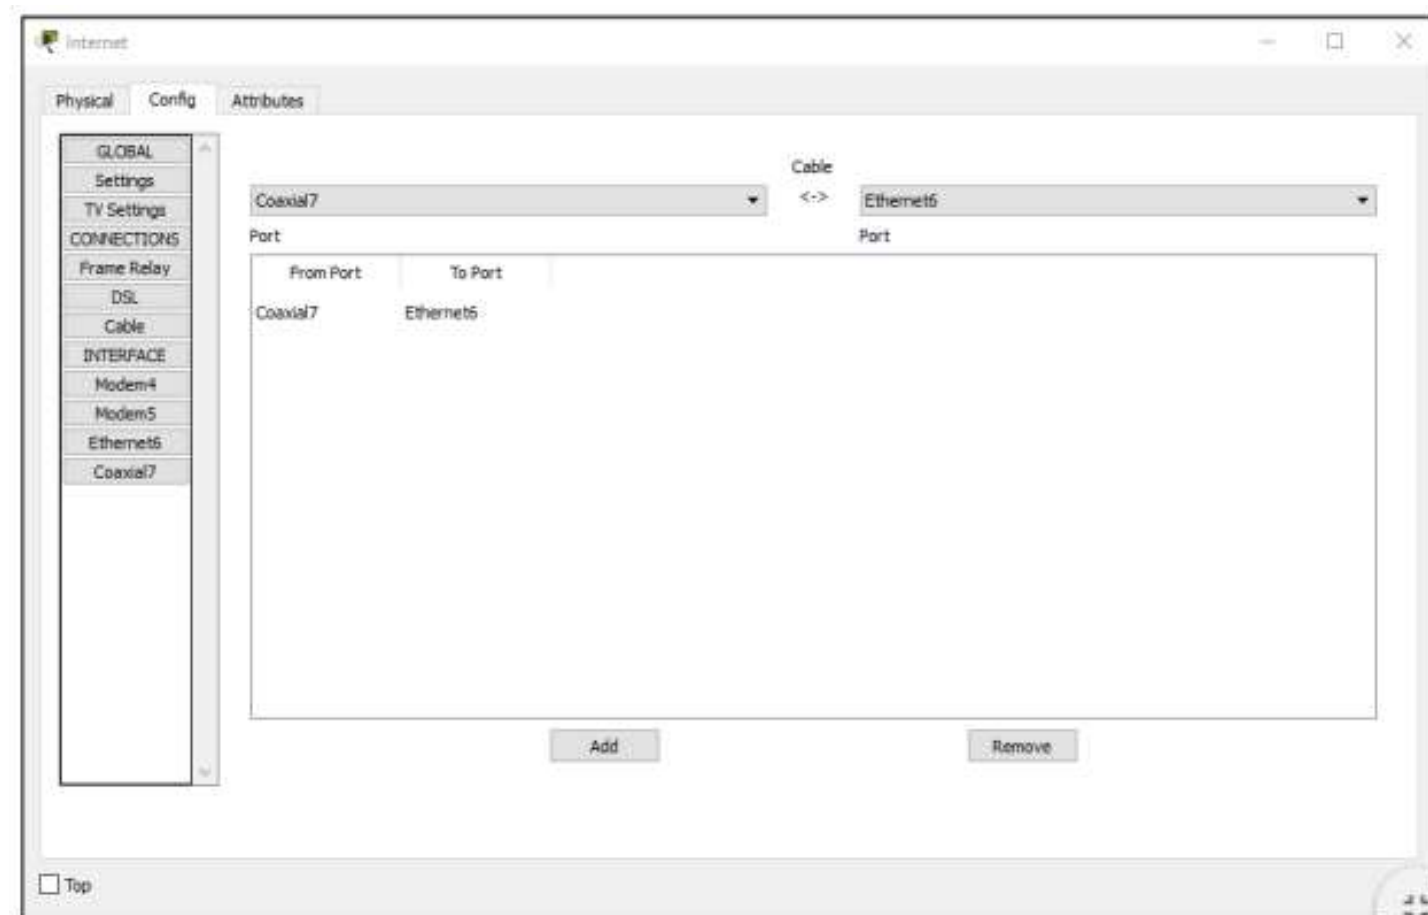 Internet
Physical Config Attributes
GLOBAL
Settings
TV Settings
CONNECTIONS
Frame Relay
DSL
Cable
INTERFACE
Modem4
Modem5
Ethernet6
Coaxial7
Cable
Coaxial7 <-> Ethernet6
Port Port
From Port To Port
Coaxial7 Ethernet6
Add Remove
Top